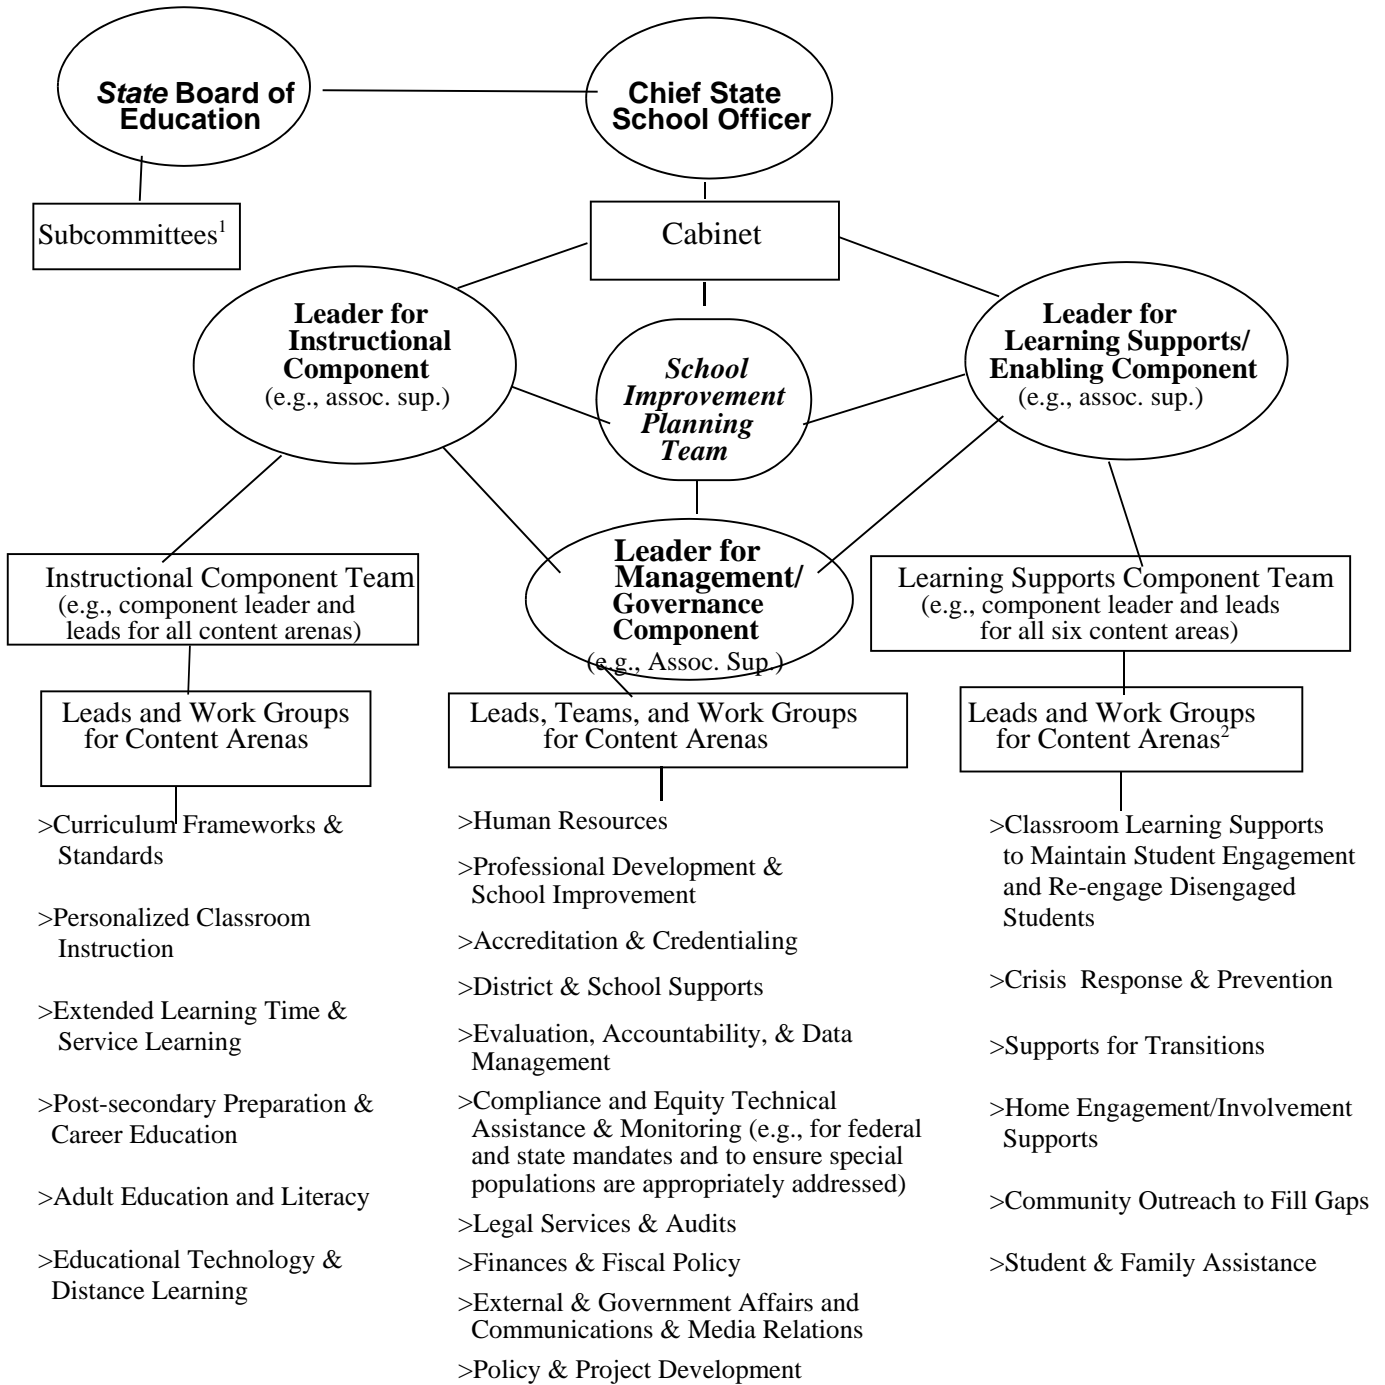 State Board of
Education
Chief State
School Officer
Subcommittees1
Cabinet
Leader for
Instructional
Component
(e.g., assoc. sup.)
School
Improvement
Planning
Team
Leader for
Learning Supports/
Enabling Component
(e.g., assoc. sup.)
Leader for
Management/
Governance
Component
(e.g., Assoc. Sup.)
Instructional Component Team
(e.g., component leader and
leads for all content arenas)
Learning Supports Component Team
(e.g., component leader and leads
for all six content areas)
Leads and Work Groups
for Content Arenas
Leads, Teams, and Work Groups
for Content Arenas
Leads and Work Groups
for Content Arenas2
>Curriculum Frameworks &
Standards
>Personalized Classroom
Instruction
>Extended Learning Time &
Service Learning
>Post-secondary Preparation &
Career Education
>Adult Education and Literacy
>Educational Technology &
Distance Learning
>Human Resources
>Professional Development &
School Improvement
>Accreditation & Credentialing
>District & School Supports
>Evaluation, Accountability, & Data
Management
>Compliance and Equity Technical
Assistance & Monitoring (e.g., for federal
and state mandates and to ensure special
populations are appropriately addressed)
>Legal Services & Audits
>Finances & Fiscal Policy
>External & Government Affairs and
Communications & Media Relations
>Policy & Project Development
>Classroom Learning Supports
to Maintain Student Engagement
and Re-engage Disengaged
Students
>Crisis Response & Prevention
>Supports for Transitions
>Home Engagement/Involvement
Supports
>Community Outreach to Fill Gaps
>Student & Family Assistance